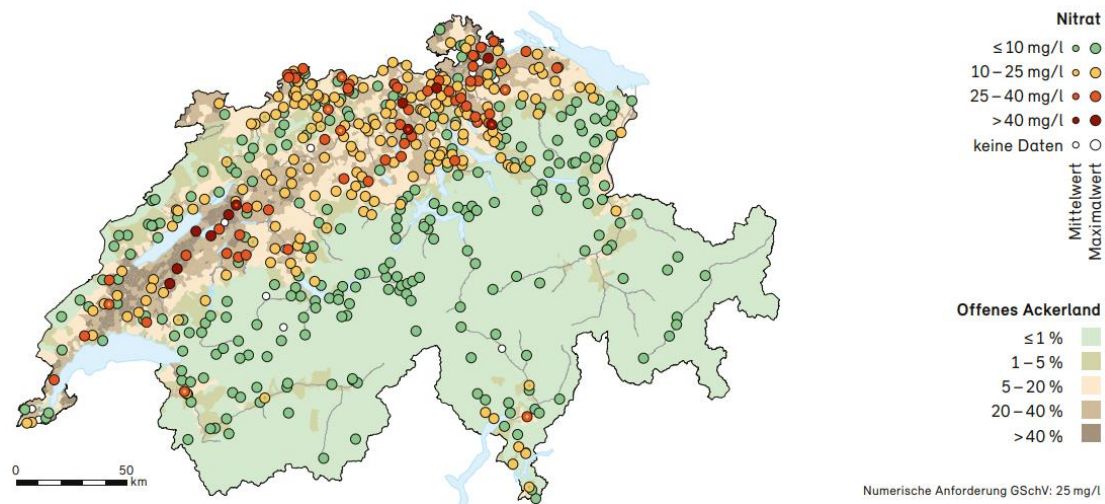 Nitrat
≤ 10 mg/l
10 – 25 mg/l
25 – 40 mg/l
> 40 mg/l
keine Daten
Mittelwert
Maximalwert
Offenes Ackerland
≤ 1 %
1 – 5 %
5 – 20 %
20 – 40 %
> 40 %
0 50
km
Numerische Anforderung GSchV: 25 mg/l